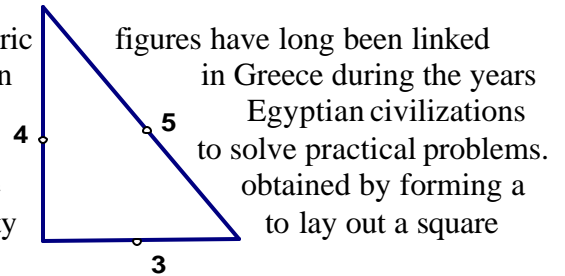 ric figures have long been linked
n in Greece during the years
Egyptian civilizations
4 5 to solve practical problems.
obtained by forming a
y to lay out a square
3